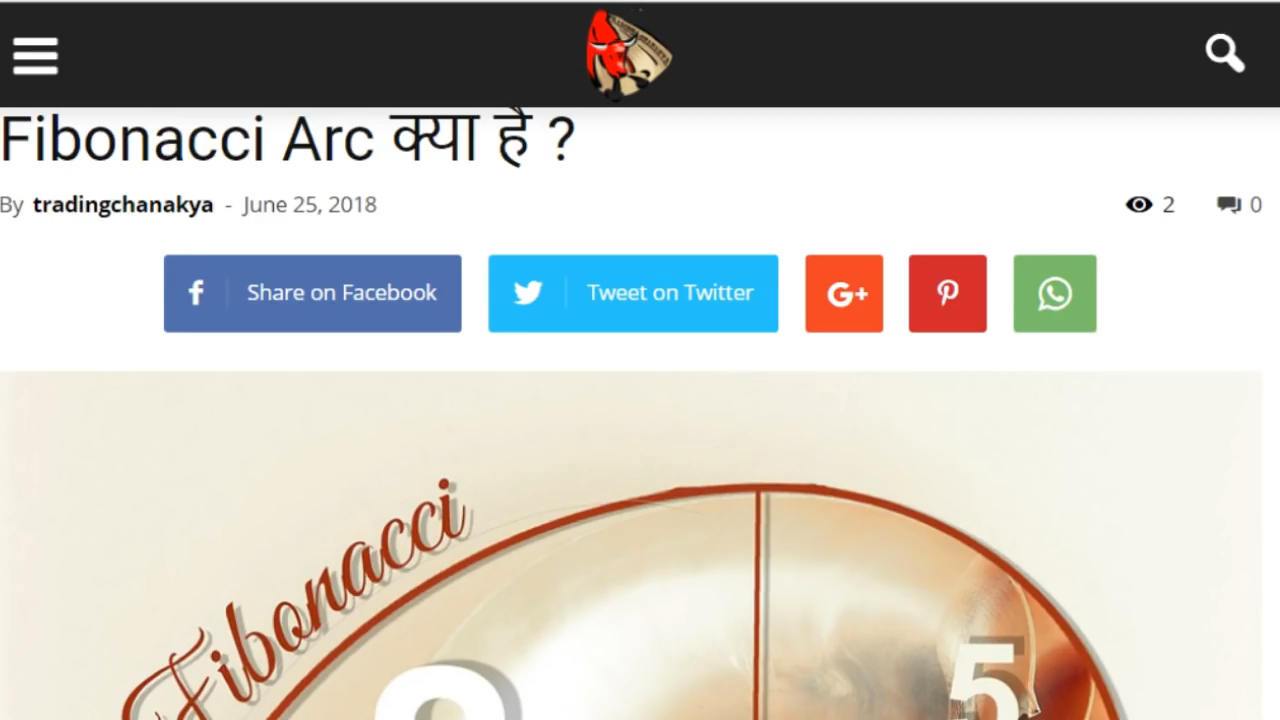 Fibonacci Arc क्या है ?
By tradingchanakya - June 25, 2018 2 0
Share on Facebook Tweet on Twitter G+
Fibonacci
5